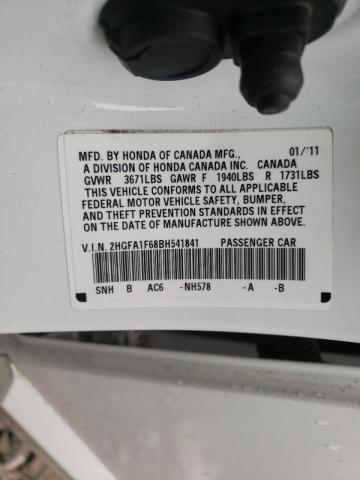 MFD. BY HONDA OF CANADA MFG., 01/'11
A DIVISION OF HONDA CANADA INC. CANADA
GVWR 3671LBS GAWR F 1940LBS R 1731LBS
THIS VEHICLE CONFORMS TO ALL APPLICABLE
FEDERAL MOTOR VEHICLE SAFETY, BUMPER,
AND THEFT PREVENTION STANDARDS IN EFFECT
ON THE DATE OF MANUFACTURE SHOWN ABOVE.
V.I.N. 2HGFA1F68BH541841 PASSENGER CAR
SNH B AC6 -NH578 -A -B